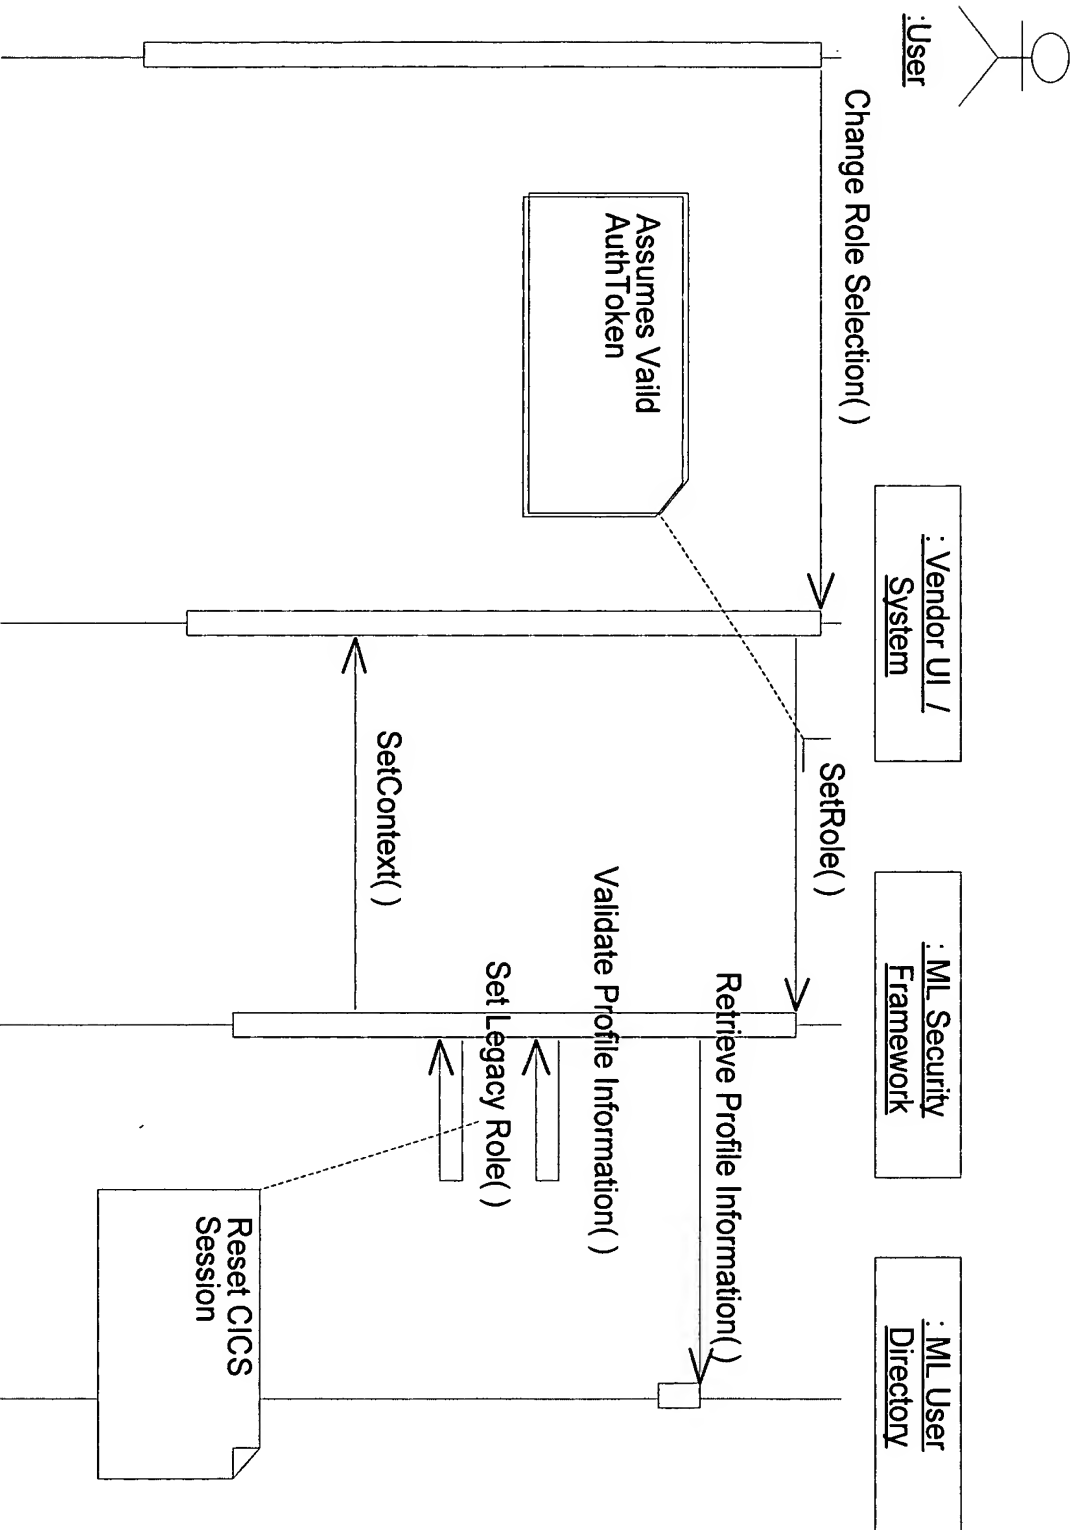 :User
: Vendor UI /
System
: ML Security
Framework
: ML User
Directory
Change Role Selection( )
SetRole( )
Assumes Vaild
AuthToken
Retrieve Profile Information( )
Validate Profile Information( )
Set Legacy Role( )
SetContext( )
Reset CICS
Session